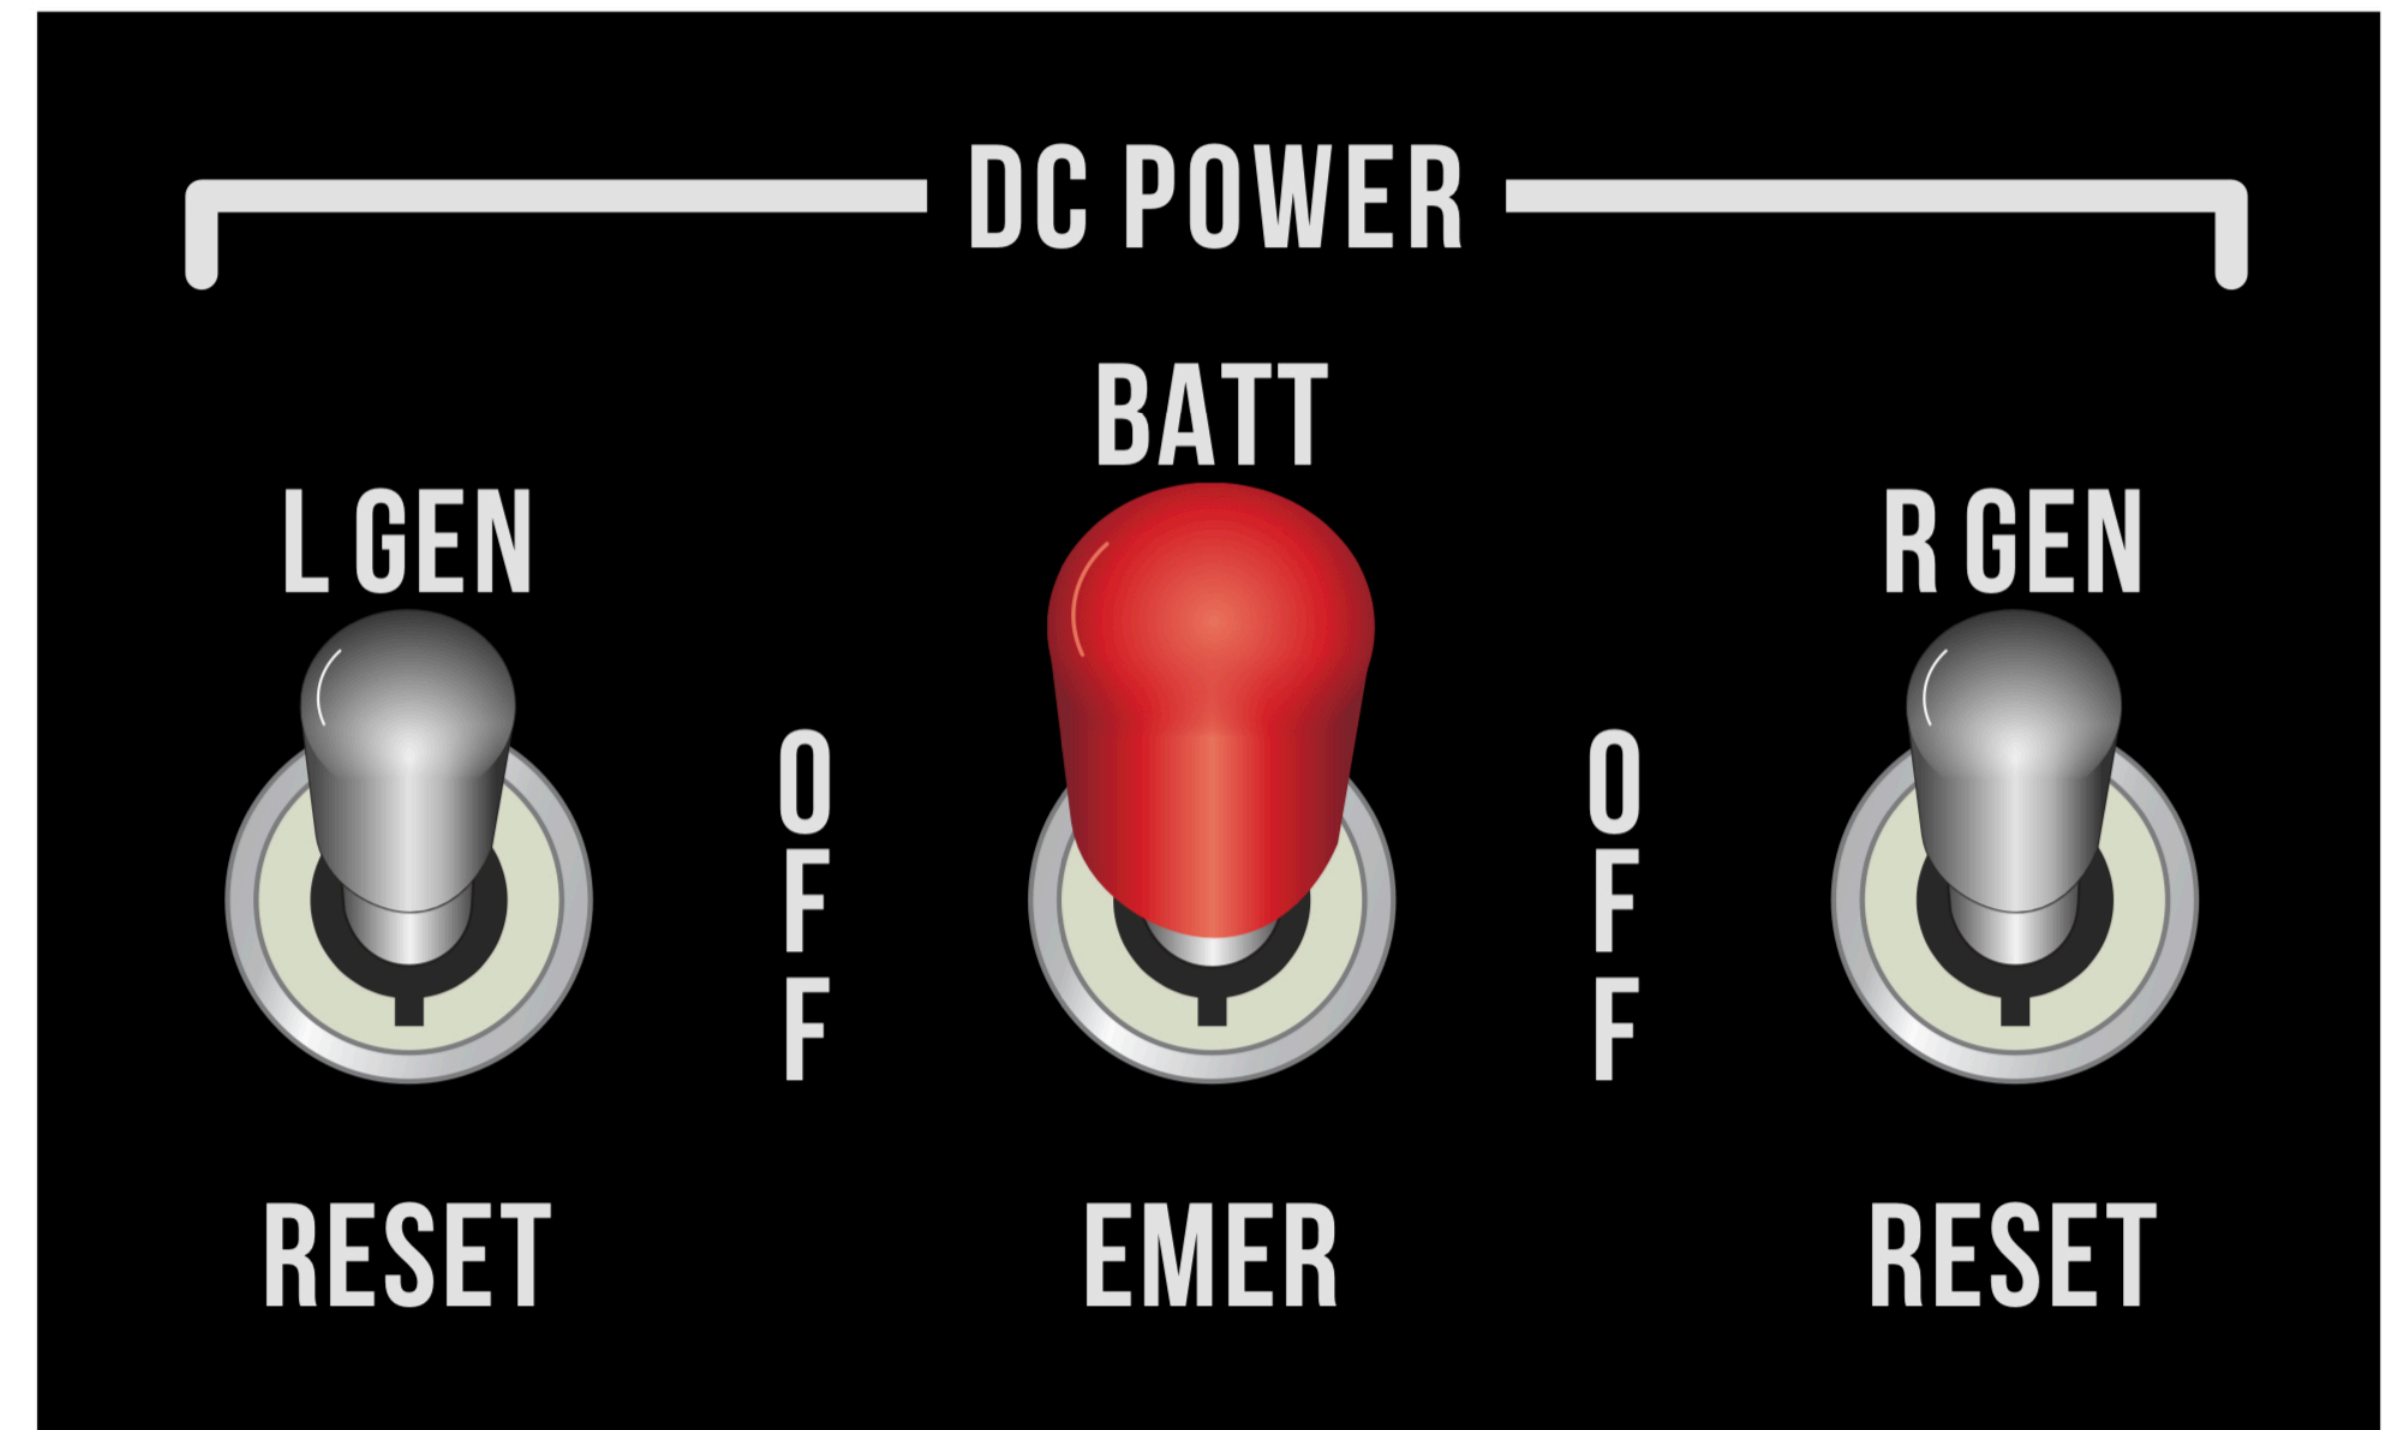 DC POWER
BATT
L GEN
R GEN
OFF
OFF
RESET
EMER
RESET